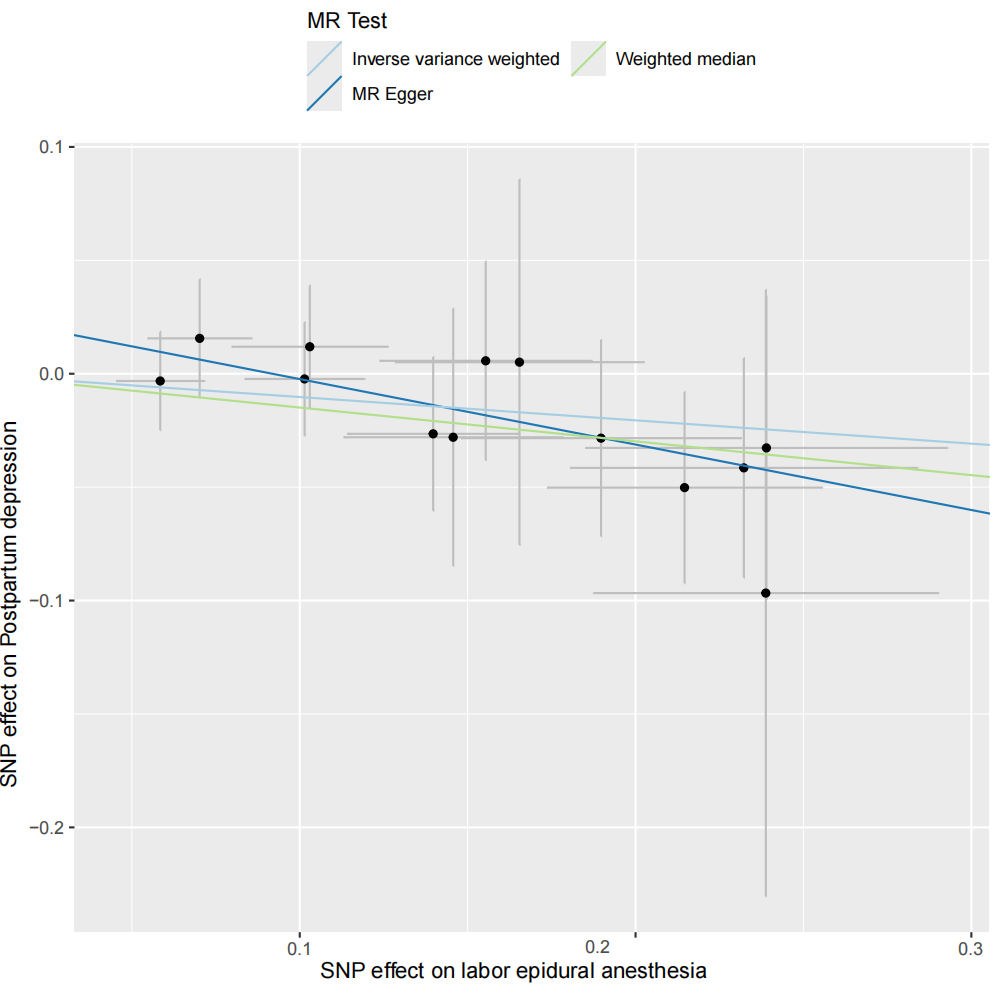 MR Test
Inverse variance weighted
Weighted median
MR Egger
0.1
0.0
−0.1
−0.2
SNP effect on Postpartum depression
0.1
0.2
0.3
SNP effect on labor epidural anesthesia